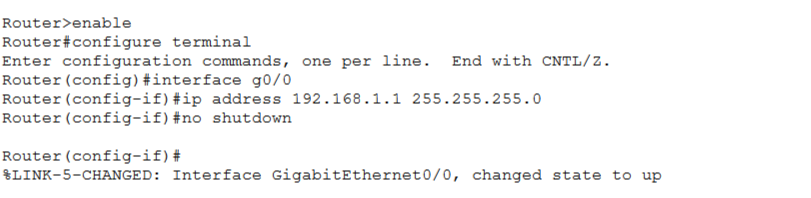 Router>enable
Router#configure terminal
Enter configuration commands, one per line.  End with CNTL/Z.
Router(config)#interface g0/0
Router(config-if)#ip address 192.168.1.1 255.255.255.0
Router(config-if)#no shutdown
Router(config-if)#
%LINK-5-CHANGED: Interface GigabitEthernet0/0, changed state to up